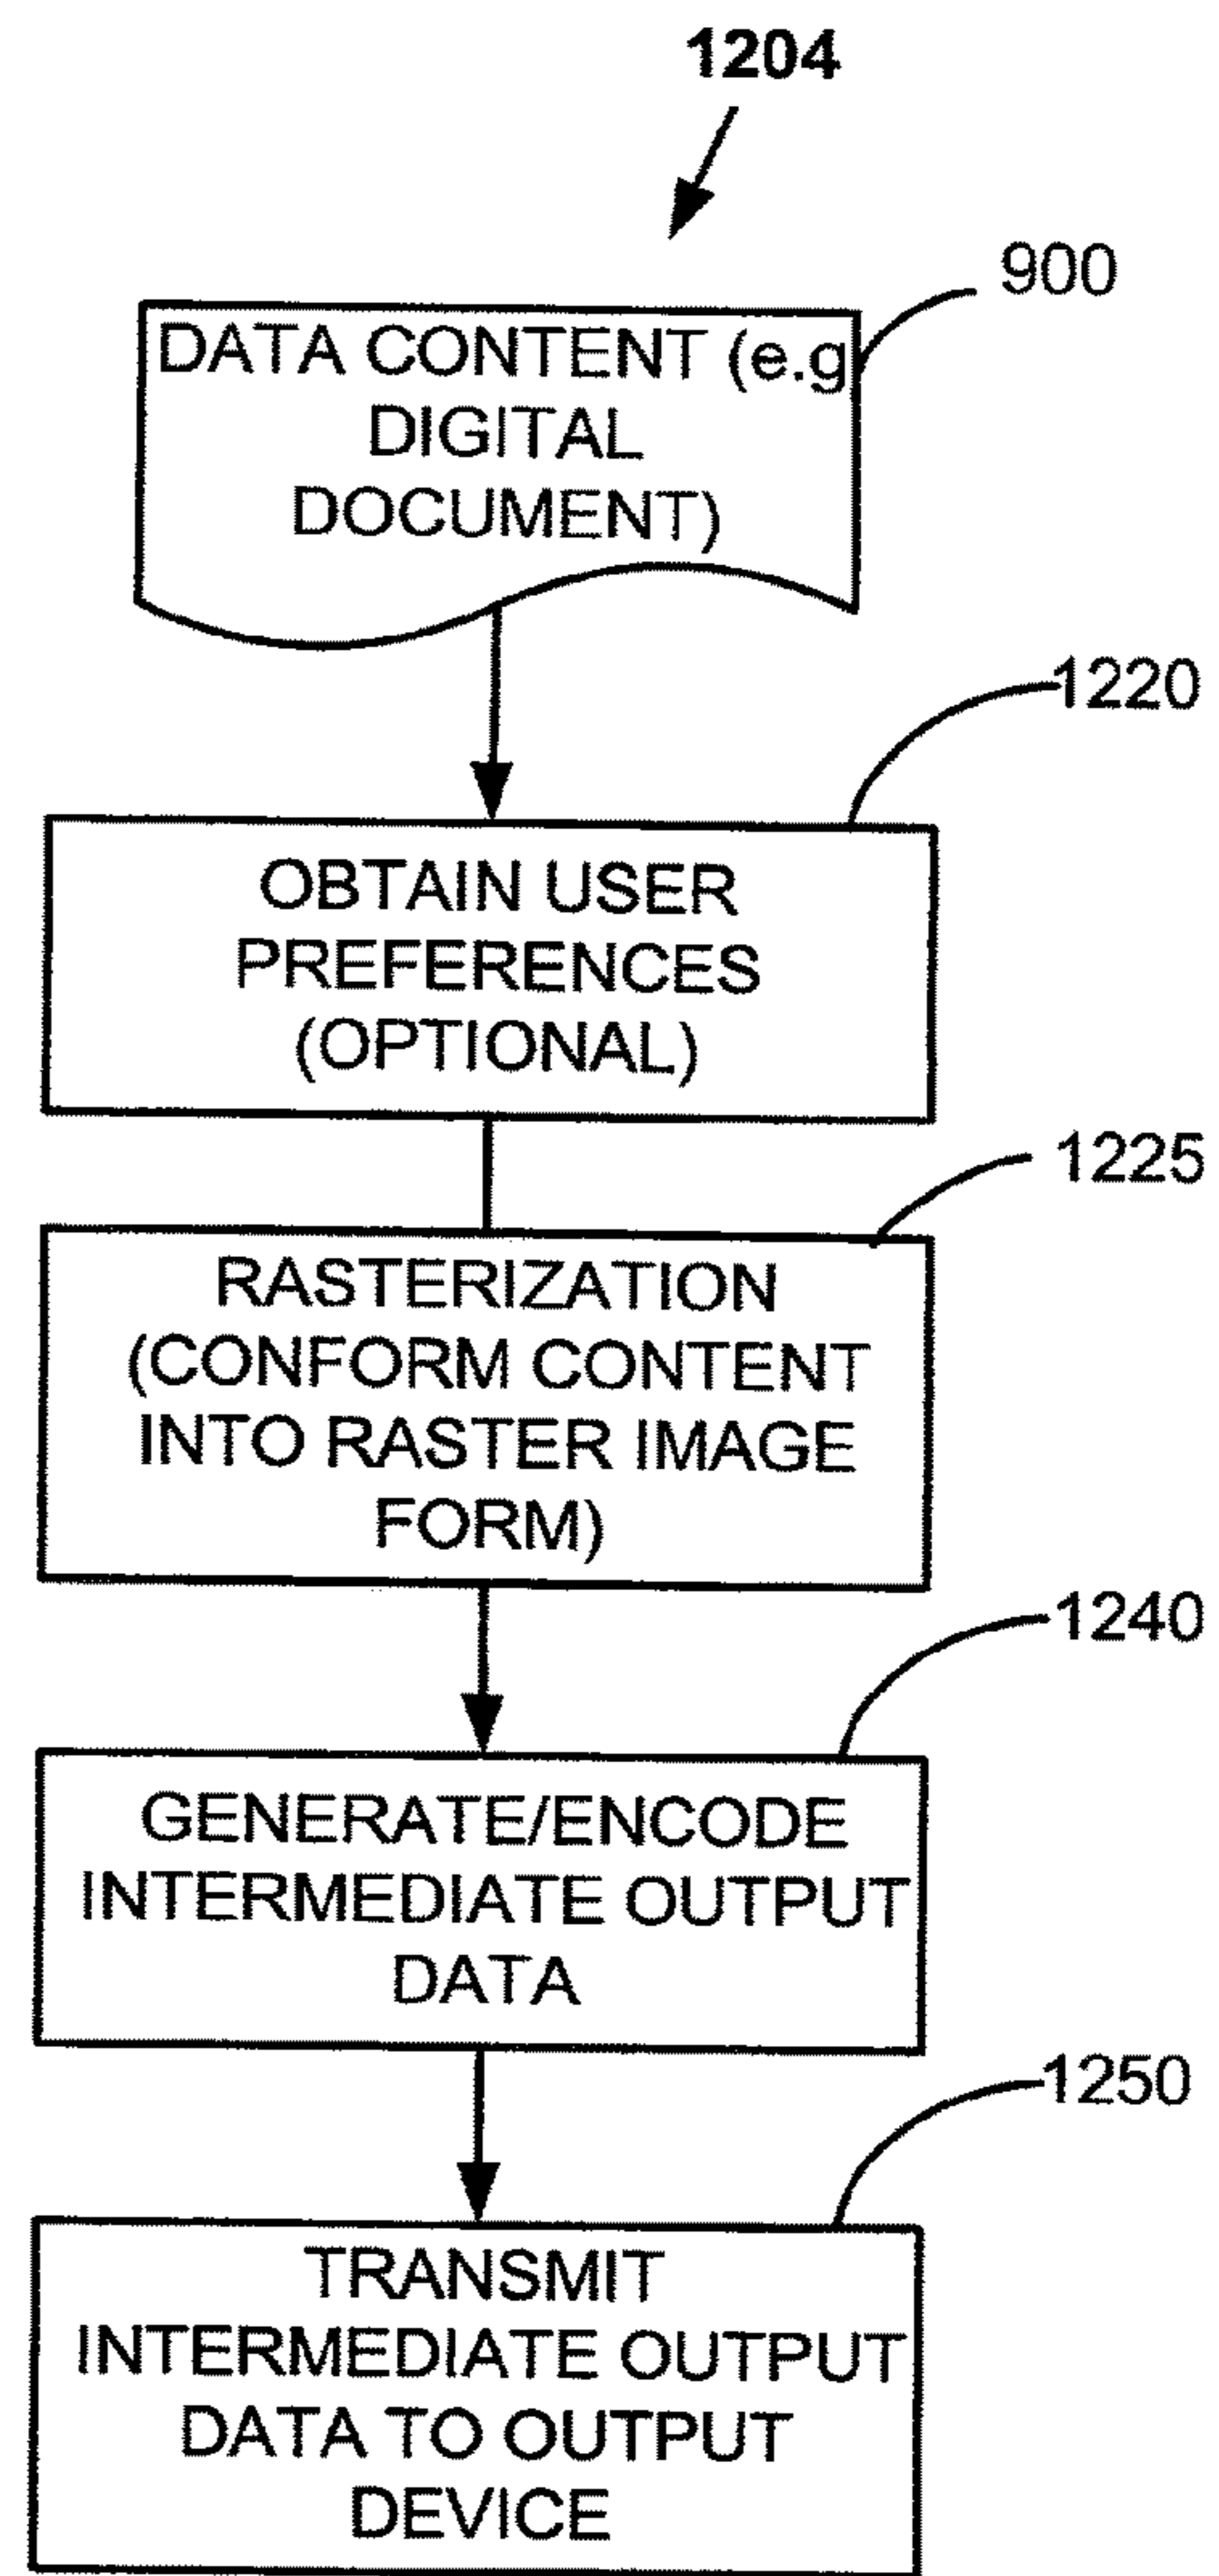 1204
900
DATA CONTENT (e.g
DIGITAL
DOCUMENT)
1220
OBTAIN USER
PREFERENCES
(OPTIONAL)
1225
RASTERIZATION
(CONFORM CONTENT
INTO RASTER IMAGE
FORM)
1240
GENERATE/ENCODE
INTERMEDIATE OUTPUT
DATA
1250
TRANSMIT
INTERMEDIATE OUTPUT
DATA TO OUTPUT
DEVICE